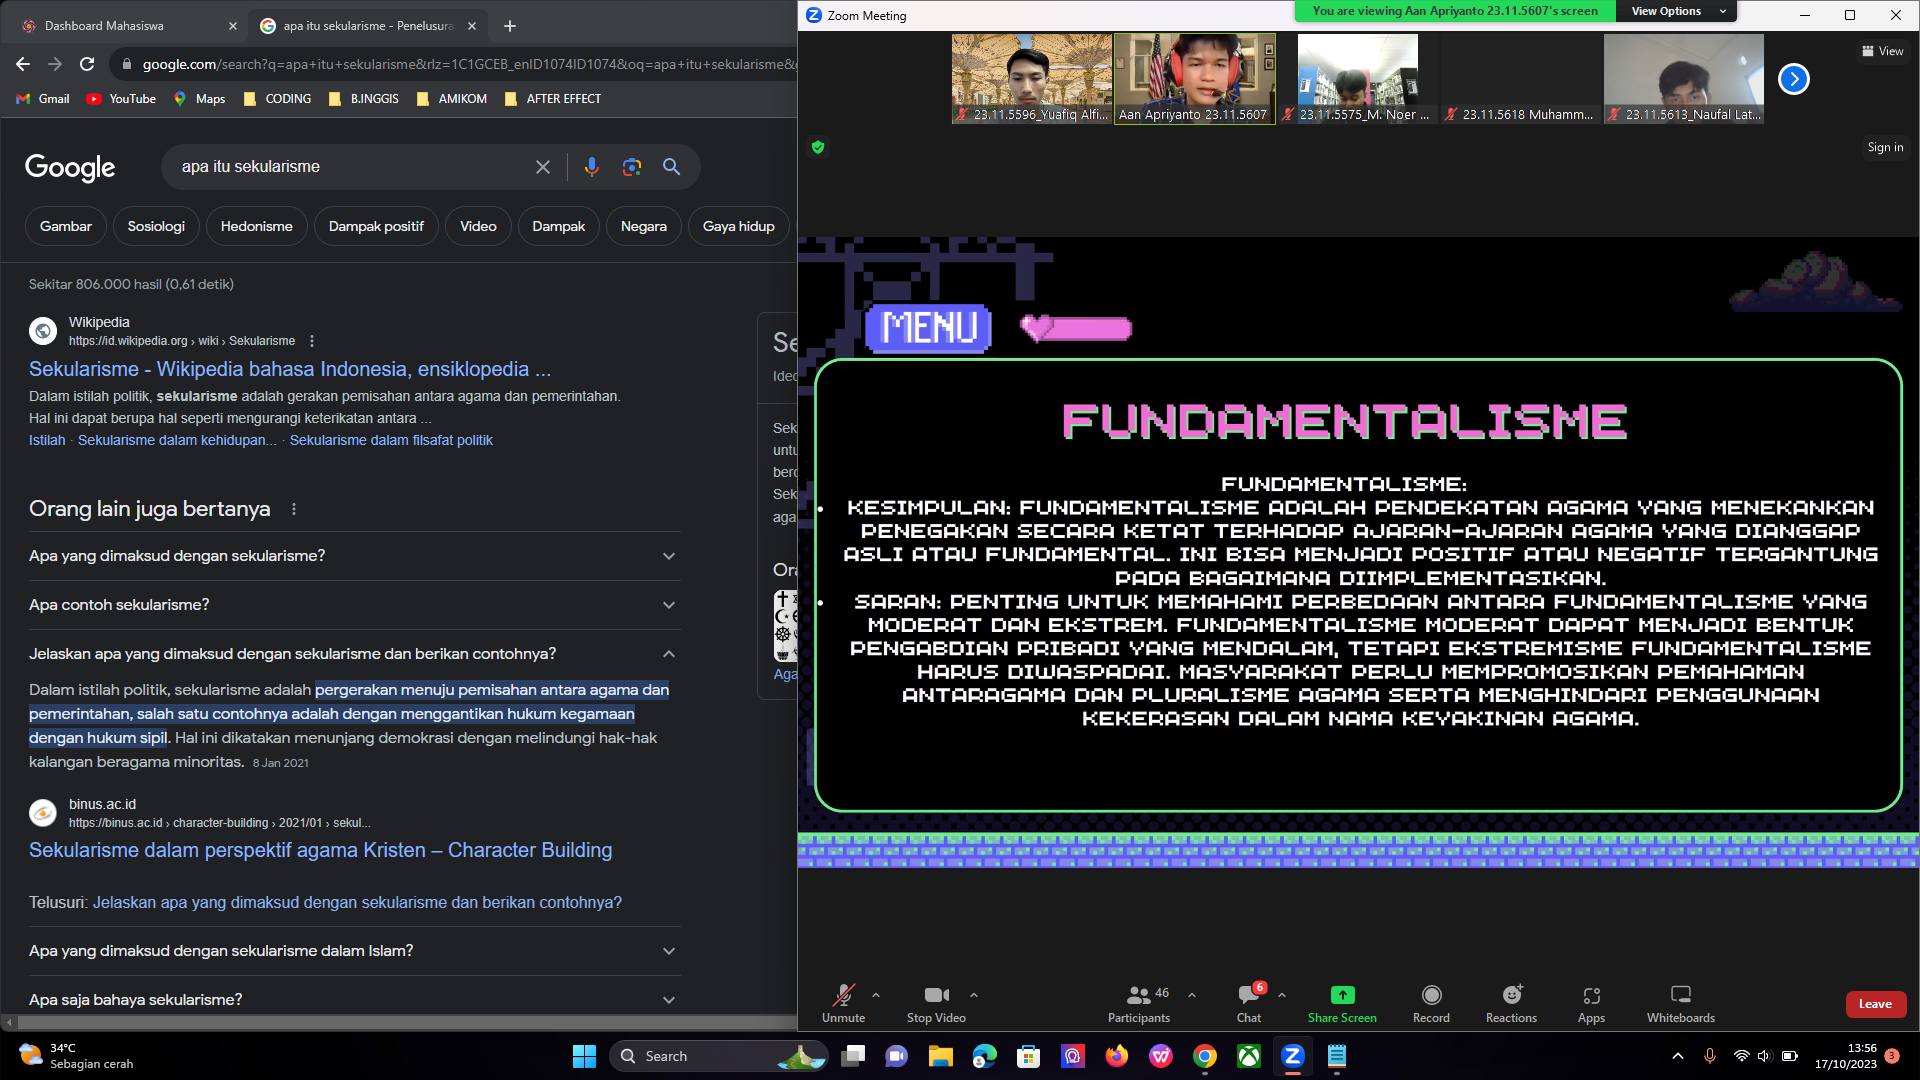 Dashboard Mahasiswa
apa itu sekularisme - Penelusura
google.com/search?q=apa+itu+sekularisme&rlz=1C1GCEB_enID1074ID1074&oq=apa+itu+sekularisme&
Gmail
YouTube
Maps
CODING
B.INGGIS
AMIKOM
AFTER EFFECT
Google
apa itu sekularisme
Gambar
Sosiologi
Hedonisme
Dampak positif
Video
Dampak
Negara
Gaya hidup
Sekitar 806.000 hasil (0,61 detik)
Wikipedia
https://id.wikipedia.org › wiki › Sekularisme
Sekularisme - Wikipedia bahasa Indonesia, ensiklopedia ...
Dalam istilah politik, sekularisme adalah gerakan pemisahan antara agama dan pemerintahan.
Hal ini dapat berupa hal seperti mengurangi keterikatan antara ...
Istilah · Sekularisme dalam kehidupan... · Sekularisme dalam filsafat politik
Orang lain juga bertanya
Apa yang dimaksud dengan sekularisme?
Apa contoh sekularisme?
Jelaskan apa yang dimaksud dengan sekularisme dan berikan contohnya?
Dalam istilah politik, sekularisme adalah pergerakan menuju pemisahan antara agama dan
pemerintahan, salah satu contohnya adalah dengan menggantikan hukum kegamaan
dengan hukum sipil. Hal ini dikatakan menunjang demokrasi dengan melindungi hak-hak
kalangan beragama minoritas. 8 Jan 2021
binus.ac.id
https://binus.ac.id › character-building › 2021/01 › sekul...
Sekularisme dalam perspektif agama Kristen – Character Building
Telusuri: Jelaskan apa yang dimaksud dengan sekularisme dan berikan contohnya?
Apa yang dimaksud dengan sekularisme dalam Islam?
Apa saja bahaya sekularisme?
Se
Idec
Sek
untu
berd
Sek
aga
Ora
Aga
Zoom Meeting
You are viewing Aan Apriyanto 23.11.5607's screen
View Options
View
Sign in
23.11.5596_Yuafiq Alfi...
Aan Apriyanto 23.11.5607
23.11.5575_M. Noer ...
23.11.5618 Muhamm...
23.11.5613_Naufal Lat...
MENU
FUNDAMENTALISME
FUNDAMENTALISME:
• KESIMPULAN: FUNDAMENTALISME ADALAH PENDEKATAN AGAMA YANG MENEKANKAN
PENEGAKAN SECARA KETAT TERHADAP AJARAN-AJARAN AGAMA YANG DIANGGAP
ASLI ATAU FUNDAMENTAL. INI BISA MENJADI POSITIF ATAU NEGATIF TERGANTUNG
PADA BAGAIMANA DIIMPLEMENTASIKAN.
• SARAN: PENTING UNTUK MEMAHAMI PERBEDAAN ANTARA FUNDAMENTALISME YANG
MODERAT DAN EKSTREM. FUNDAMENTALISME MODERAT DAPAT MENJADI BENTUK
PENGABDIAN PRIBADI YANG MENDALAM, TETAPI EKSTREMISME FUNDAMENTALISME
HARUS DIWASPADAI. MASYARAKAT PERLU MEMPROMOSIKAN PEMAHAMAN
ANTARAGAMA DAN PLURALISME AGAMA SERTA MENGHINDARI PENGGUNAAN
KEKERASAN DALAM NAMA KEYAKINAN AGAMA.
Unmute
Stop Video
Participants
46
Chat
6
Share Screen
Record
Reactions
Apps
Whiteboards
Leave
34°C
Sebagian cerah
Search
13:56
17/10/2023
3